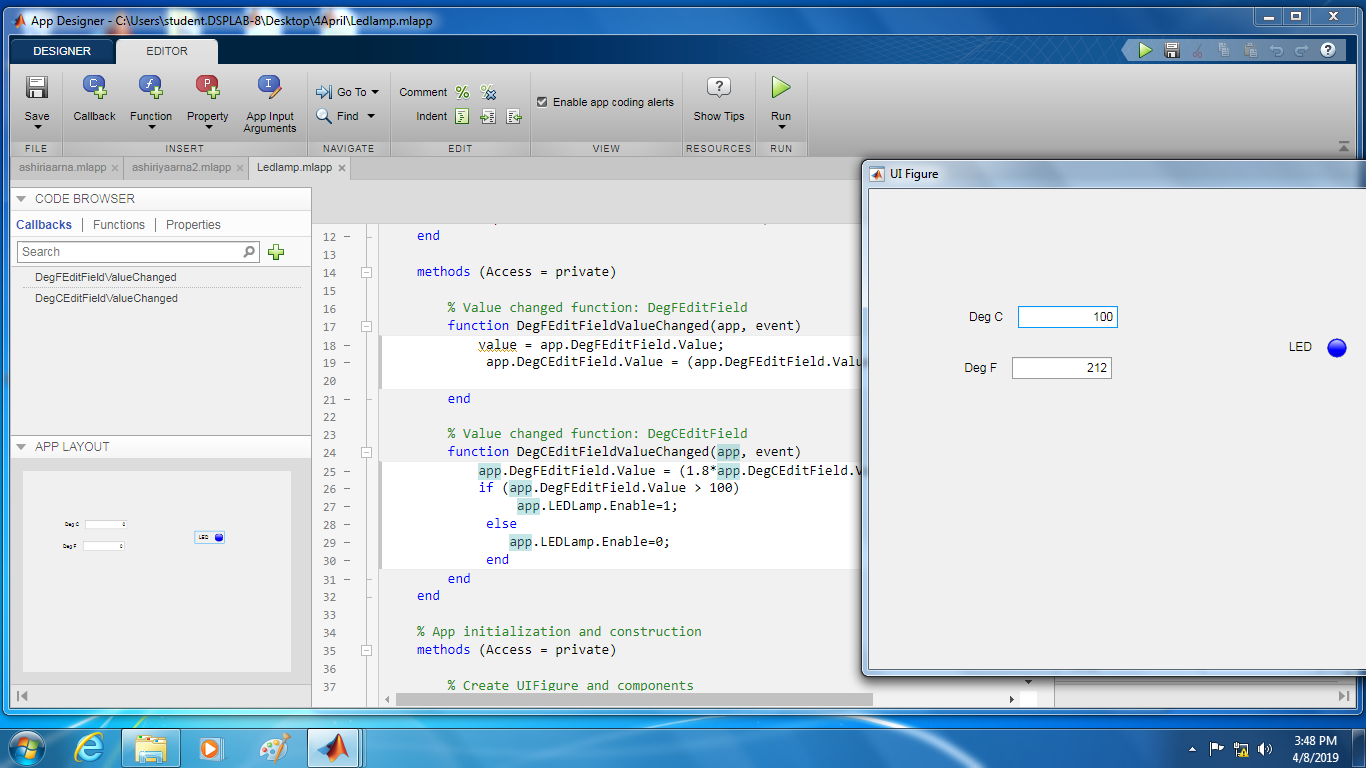 App Designer - C:\Users\student.DSPLAB-8\Desktop\4April\Ledlamp.mlapp
DESIGNER
EDITOR
Save
Callback
Function
Property
App Input
Arguments
Go To
Find
Comment
Indent
Enable app coding alerts
Show Tips
Run
FILE
INSERT
NAVIGATE
EDIT
VIEW
RESOURCES
RUN
ashiriaarna.mlapp
ashiriyaarna2.mlapp
Ledlamp.mlapp
CODE BROWSER
Callbacks
Functions
Properties
Search
DegFEditFieldValueChanged
DegCEditFieldValueChanged
APP LAYOUT
Deg C 0
Deg F 0
LED
12 end
13
14 methods (Access = private)
15
16 % Value changed function: DegFEditField
17 function DegFEditFieldValueChanged(app, event)
18 value = app.DegFEditField.Value;
19 app.DegCEditField.Value = (app.DegFEditField.Valu
20
21 end
22
23 % Value changed function: DegCEditField
24 function DegCEditFieldValueChanged(app, event)
25 app.DegFEditField.Value = (1.8*app.DegCEditField.V
26 if (app.DegFEditField.Value > 100)
27 app.LEDLamp.Enable=1;
28 else
29 app.LEDLamp.Enable=0;
30 end
31 end
32 end
33
34 % App initialization and construction
35 methods (Access = private)
36
37 % Create UIFigure and components
UI Figure
Deg C 100
LED
Deg F 212
3:48 PM
4/8/2019